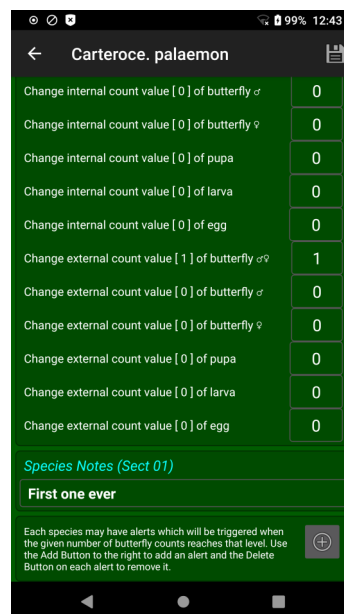 99% 12:43
Carteroce. palaemon
Change internal count value [ 0 ] of butterfly ♂ 0
Change internal count value [ 0 ] of butterfly ♀ 0
Change internal count value [ 0 ] of pupa 0
Change internal count value [ 0 ] of larva 0
Change internal count value [ 0 ] of egg 0
Change external count value [ 1 ] of butterfly ♂♀ 1
Change external count value [ 0 ] of butterfly ♂ 0
Change external count value [ 0 ] of butterfly ♀ 0
Change external count value [ 0 ] of pupa 0
Change external count value [ 0 ] of larva 0
Change external count value [ 0 ] of egg 0
Species Notes (Sect 01)
First one ever
Each species may have alerts which will be triggered when
the given number of butterfly counts reaches that level. Use
the Add Button to the right to add an alert and the Delete
Button on each alert to remove it.